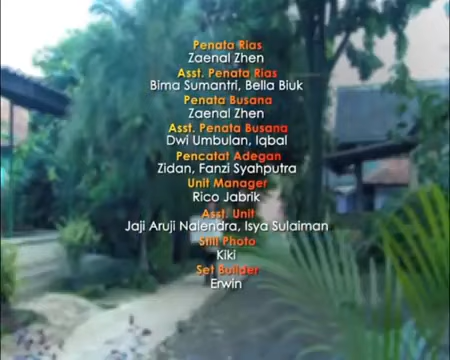 Penata Rias
Zaenal Zhen
Asst. Penata Rias
Bima Sumantri, Bella Biuk
Penata Busana
Zaenal Zhen
Asst. Penata Busana
Dwi Umbulan, Iqbal
Pencatat Adegan
Zidan, Fanzi Syahputra
Unit Manager
Rico Jabrik
Asst. Unit
Jaji Aruji Nalendra, Isya Sulaiman
Still Photo
Kiki
Set Builder
Erwin